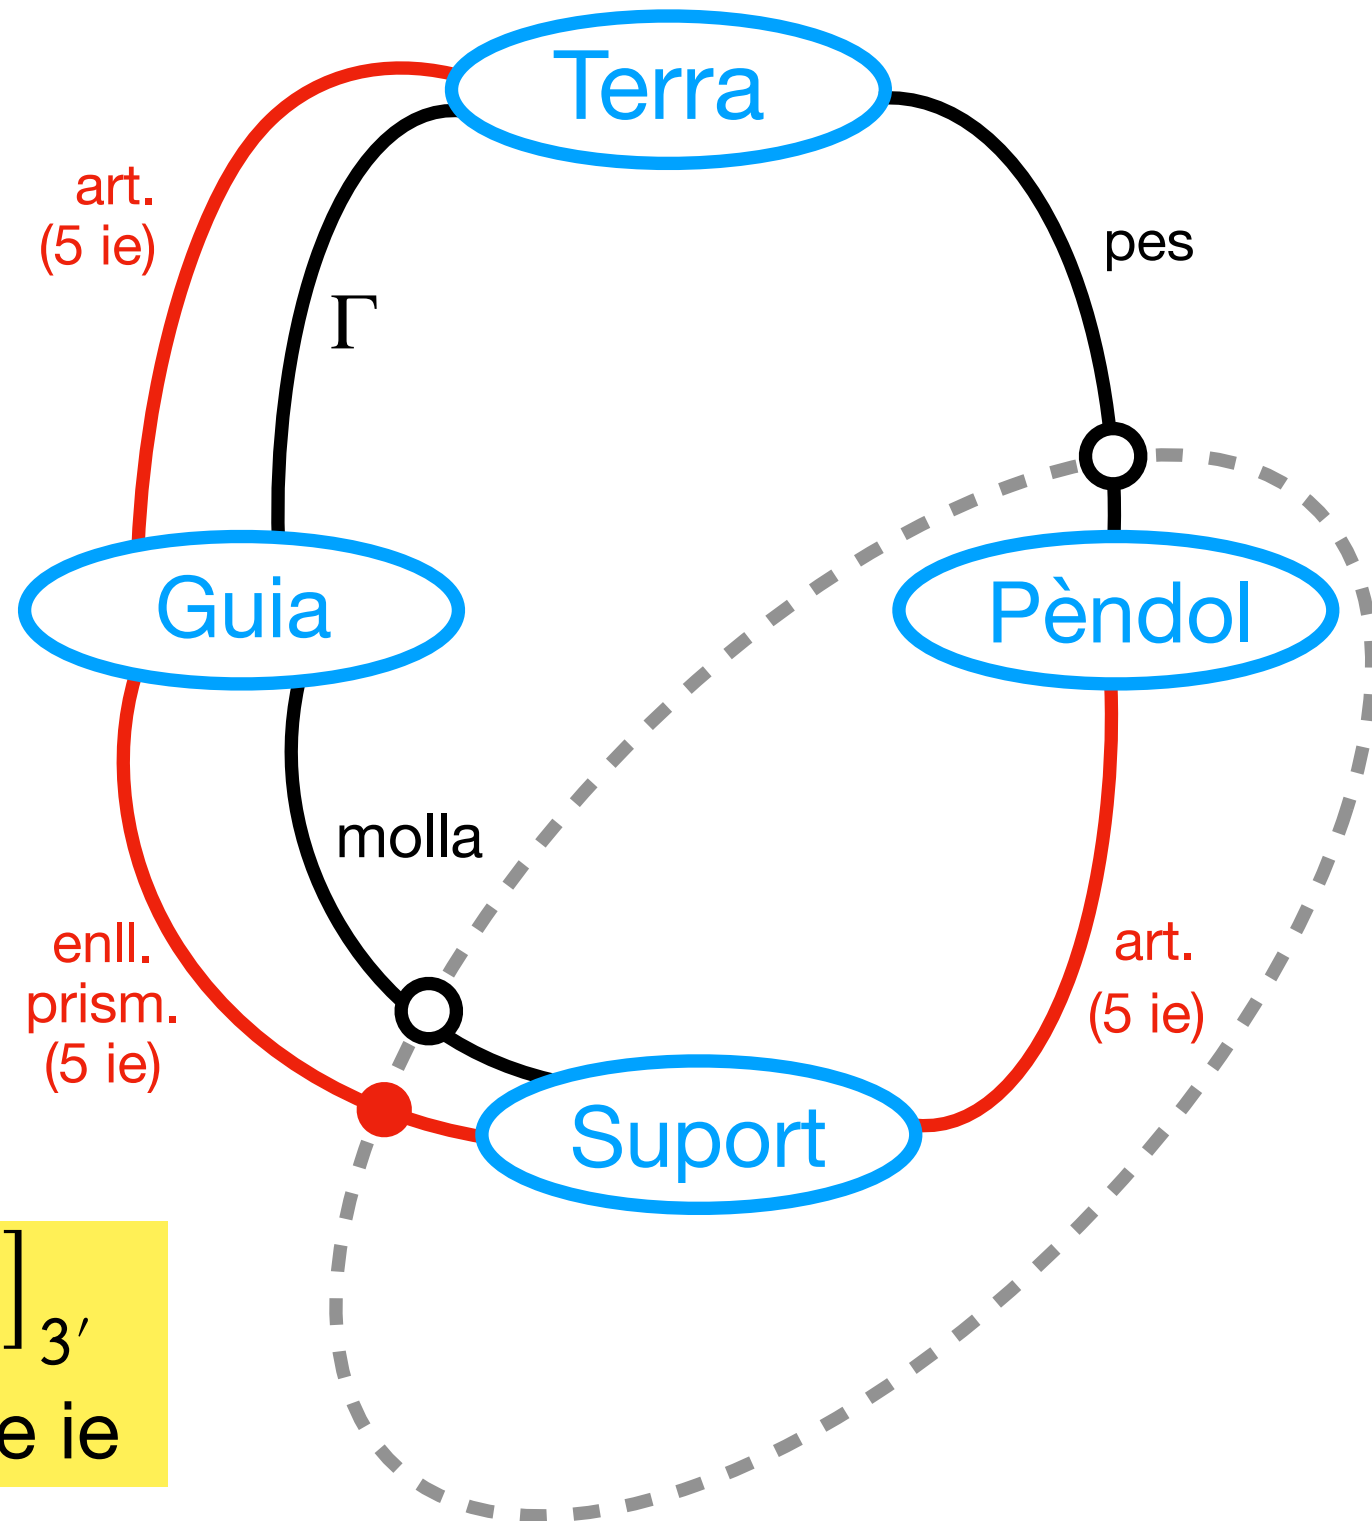 Terra
art.
(5 ie)
pes
Γ
Guia
Pèndol
molla
enll.
prism.
(5 ie)
art.
(5 ie)
Suport
]3′
e ie